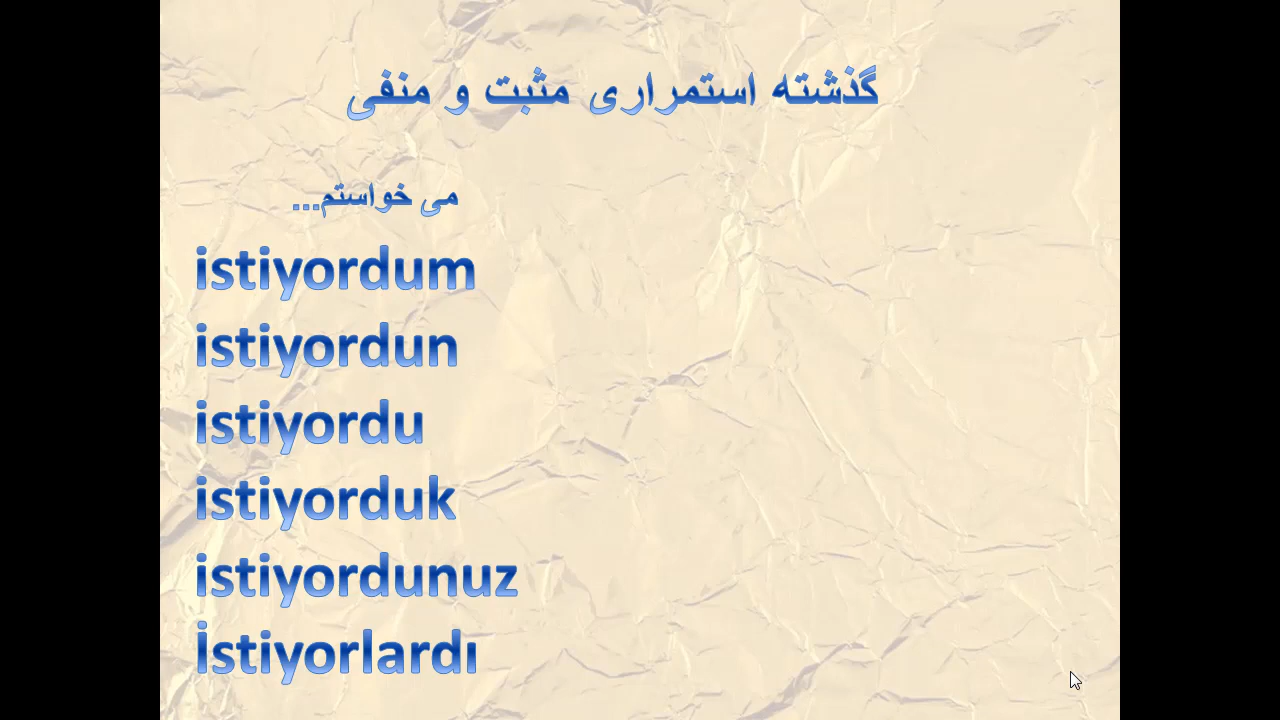 گذشته استمراری مثبت و منفی
می خواستم...
istiyordum
istiyordun
istiyordu
istiyorduk
istiyordunuz
İstiyorlardı